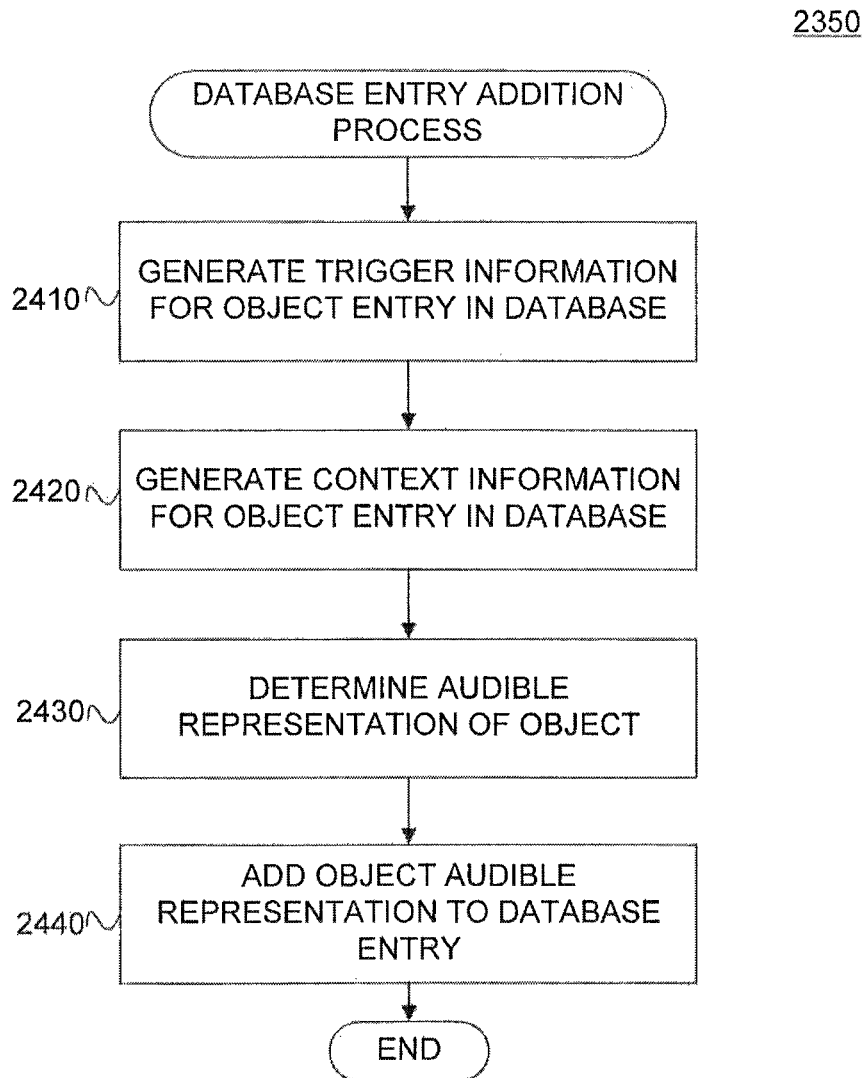 2350
DATABASE ENTRY ADDITION
PROCESS
2410
GENERATE TRIGGER INFORMATION
FOR OBJECT ENTRY IN DATABASE
2420
GENERATE CONTEXT INFORMATION
FOR OBJECT ENTRY IN DATABASE
2430
DETERMINE AUDIBLE
REPRESENTATION OF OBJECT
2440
ADD OBJECT AUDIBLE
REPRESENTATION TO DATABASE
ENTRY
END